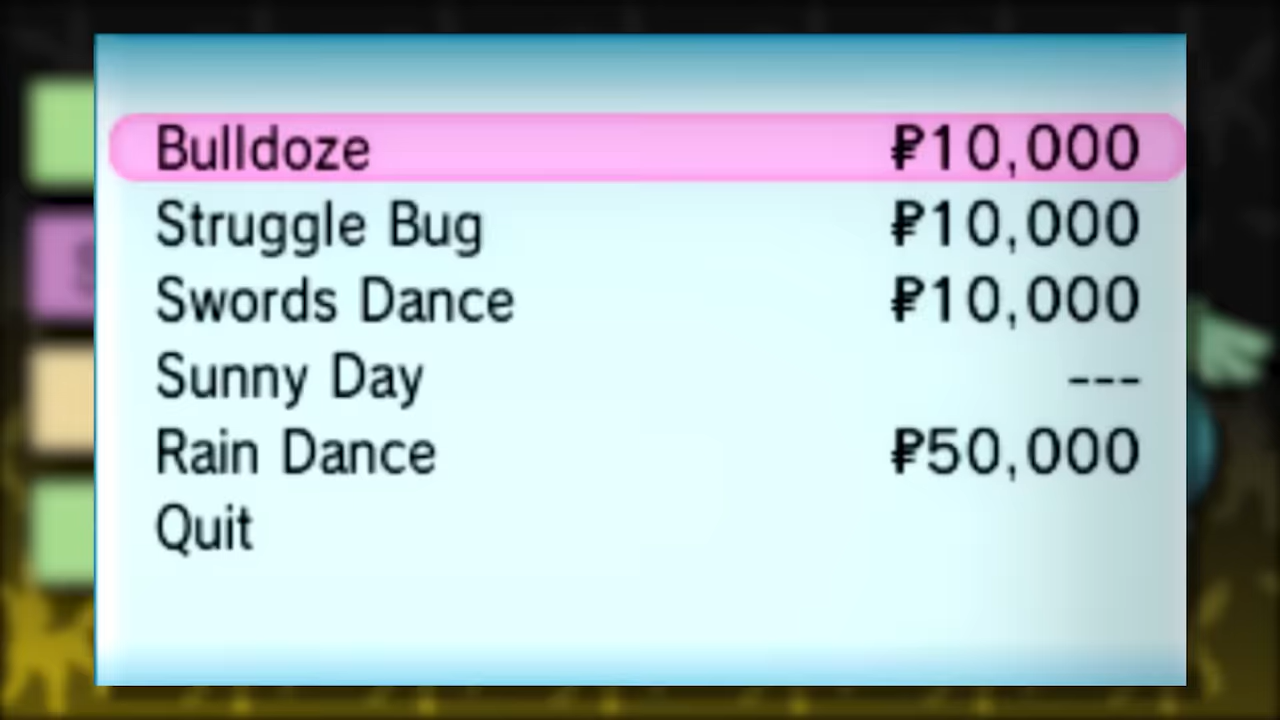 Bulldoze ₽10,000
Struggle Bug ₽10,000
Swords Dance ₽10,000
Sunny Day ---
Rain Dance ₽50,000
Quit